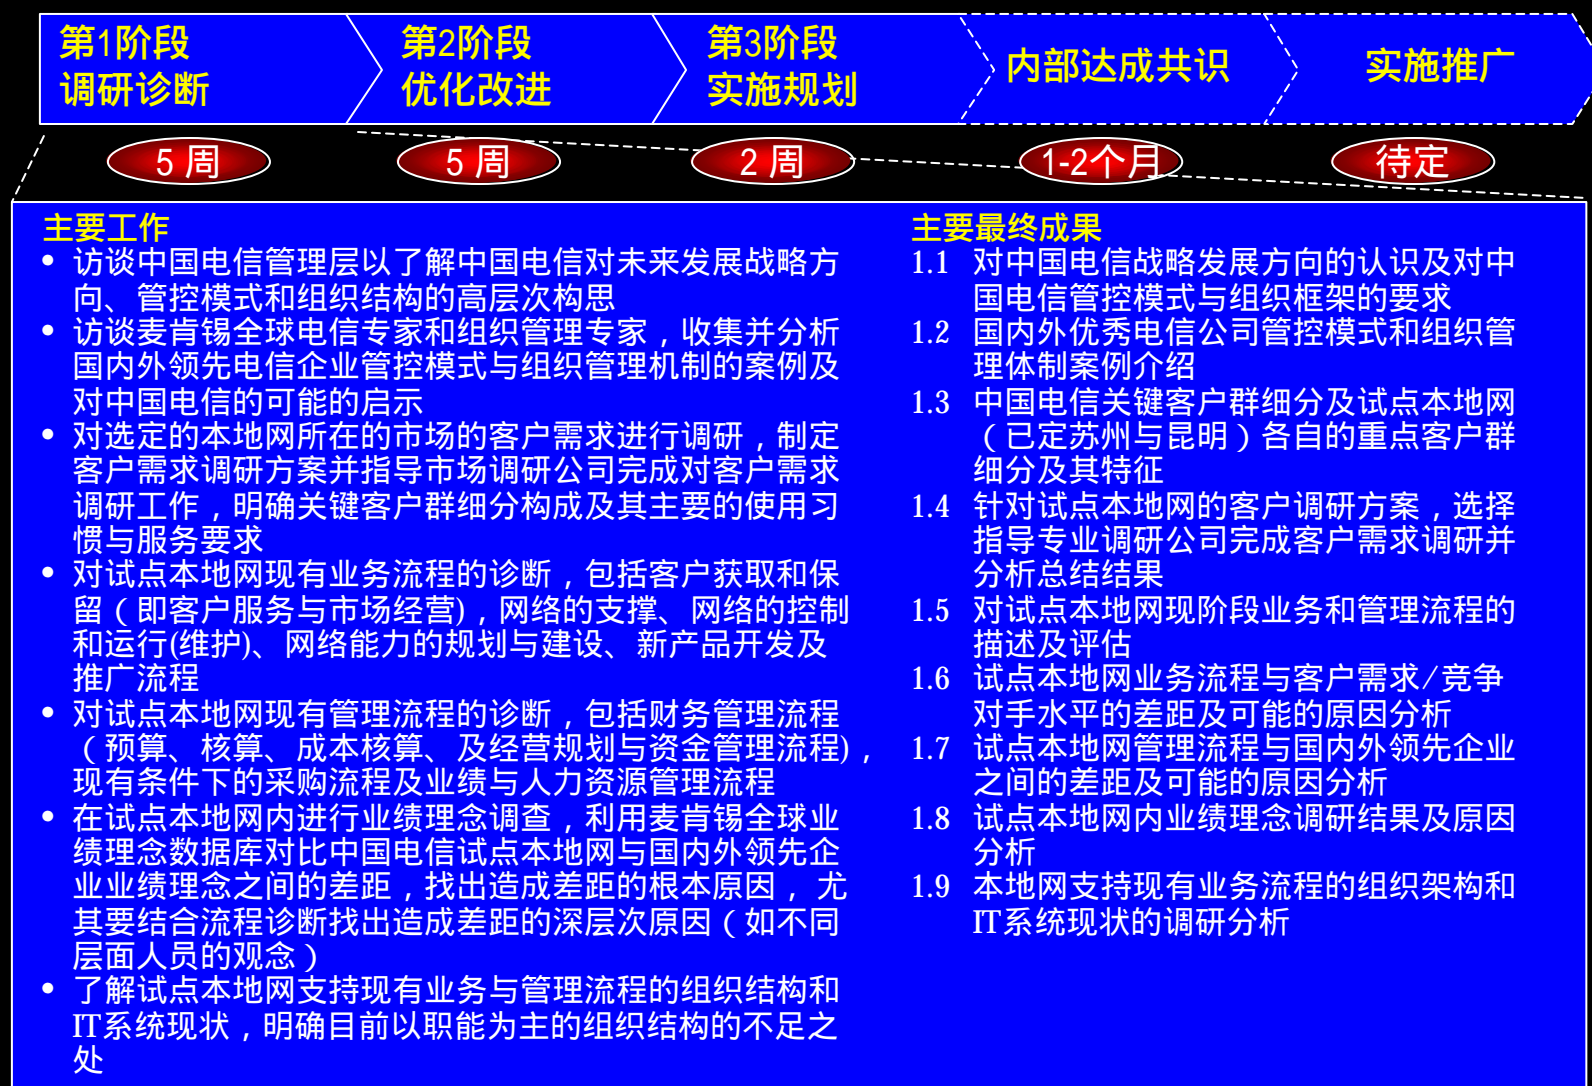 第1阶段
调研诊断
第2阶段
优化改进
第3阶段
实施规划
内部达成共识
实施推广
5 周
5 周
2 周
1-2个月
待定
主要工作
• 访谈中国电信管理层以了解中国电信对未来发展战略方
向、管控模式和组织结构的高层次构思
• 访谈麦肯锡全球电信专家和组织管理专家，收集并分析
国内外领先电信企业管控模式与组织管理机制的案例及
对中国电信的可能的启示
• 对选定的本地网所在的市场的客户需求进行调研，制定
客户需求调研方案并指导市场调研公司完成对客户需求
调研工作，明确关键客户群细分构成及其主要的使用习
惯与服务要求
• 对试点本地网现有业务流程的诊断，包括客户获取和保
留（即客户服务与市场经营)，网络的支撑、网络的控制
和运行(维护)、网络能力的规划与建设、新产品开发及
推广流程
• 对试点本地网现有管理流程的诊断，包括财务管理流程
（预算、核算、成本核算、及经营规划与资金管理流程)，
现有条件下的采购流程及业绩与人力资源管理流程
• 在试点本地网内进行业绩理念调查，利用麦肯锡全球业
绩理念数据库对比中国电信试点本地网与国内外领先企
业业绩理念之间的差距，找出造成差距的根本原因， 尤
其要结合流程诊断找出造成差距的深层次原因（如不同
层面人员的观念）
• 了解试点本地网支持现有业务与管理流程的组织结构和
IT系统现状，明确目前以职能为主的组织结构的不足之
处
主要最终成果
1.1 对中国电信战略发展方向的认识及对中
国电信管控模式与组织框架的要求
1.2 国内外优秀电信公司管控模式和组织管
理体制案例介绍
1.3 中国电信关键客户群细分及试点本地网
（已定苏州与昆明）各自的重点客户群
细分及其特征
1.4 针对试点本地网的客户调研方案，选择
指导专业调研公司完成客户需求调研并
分析总结结果
1.5 对试点本地网现阶段业务和管理流程的
描述及评估
1.6 试点本地网业务流程与客户需求/竞争
对手水平的差距及可能的原因分析
1.7 试点本地网管理流程与国内外领先企业
之间的差距及可能的原因分析
1.8 试点本地网内业绩理念调研结果及原因
分析
1.9 本地网支持现有业务流程的组织架构和
IT系统现状的调研分析